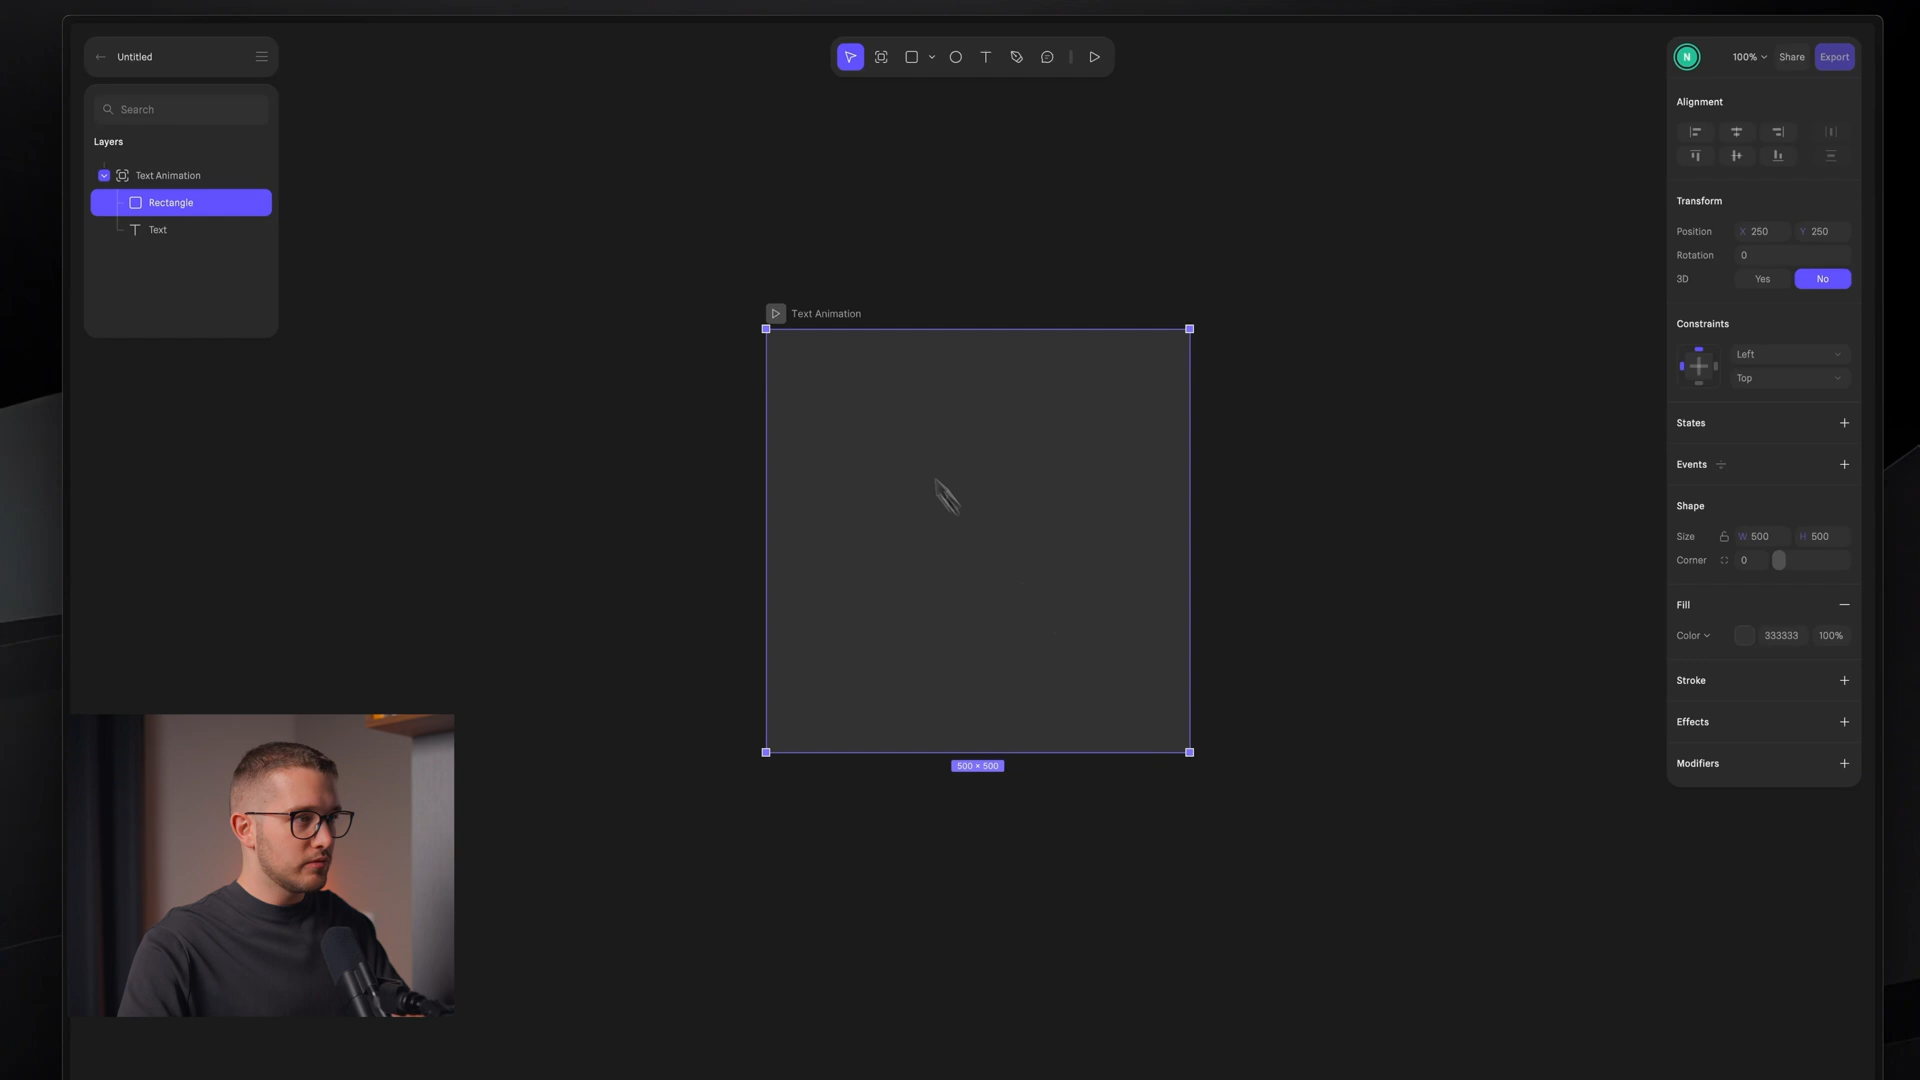 Untitled
Search
Layers
Text Animation
Rectangle
Text
Text Animation
500 × 500
N
100%
Share
Export
Alignment
Transform
Position X 250 Y 250
Rotation 0
3D Yes No
Constraints
Left
Top
States
Events
Shape
Size W 500 H 500
Corner 0
Fill
Color 333333 100%
Stroke
Effects
Modifiers